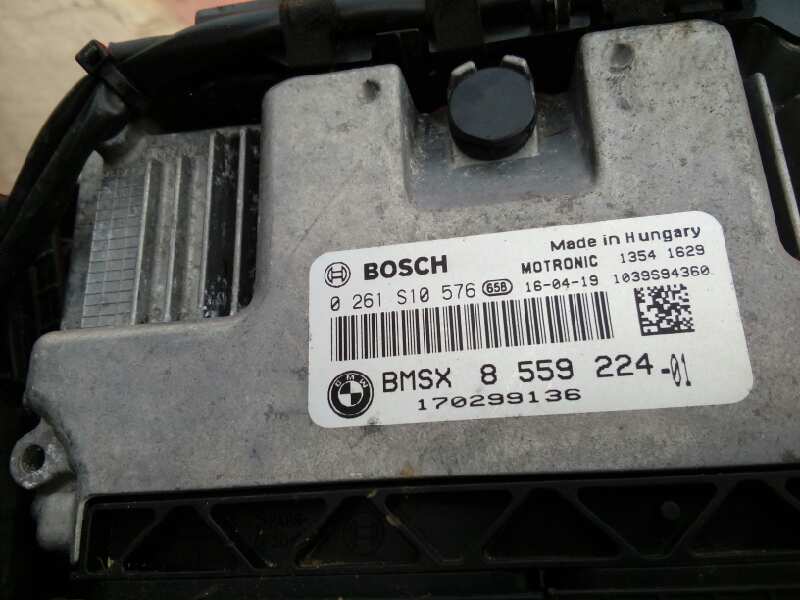 BOSCH
Made in Hungary
MOTRONIC 1354 1629
0 261 S10 576 65B 16-04-19 1039S94360
BMW
BMSX 8 559 224-01
170299136